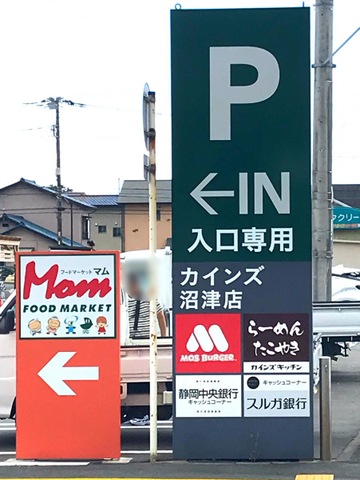 P
←IN
入口専用
カインズ
沼津店
MOS BURGER
らーめん
たこやき
カインズキッチン
静岡中央銀行
キャッシュコーナー
キャッシュコーナー
スルガ銀行
フードマーケット マム
Mom
FOOD MARKET
←
クリー